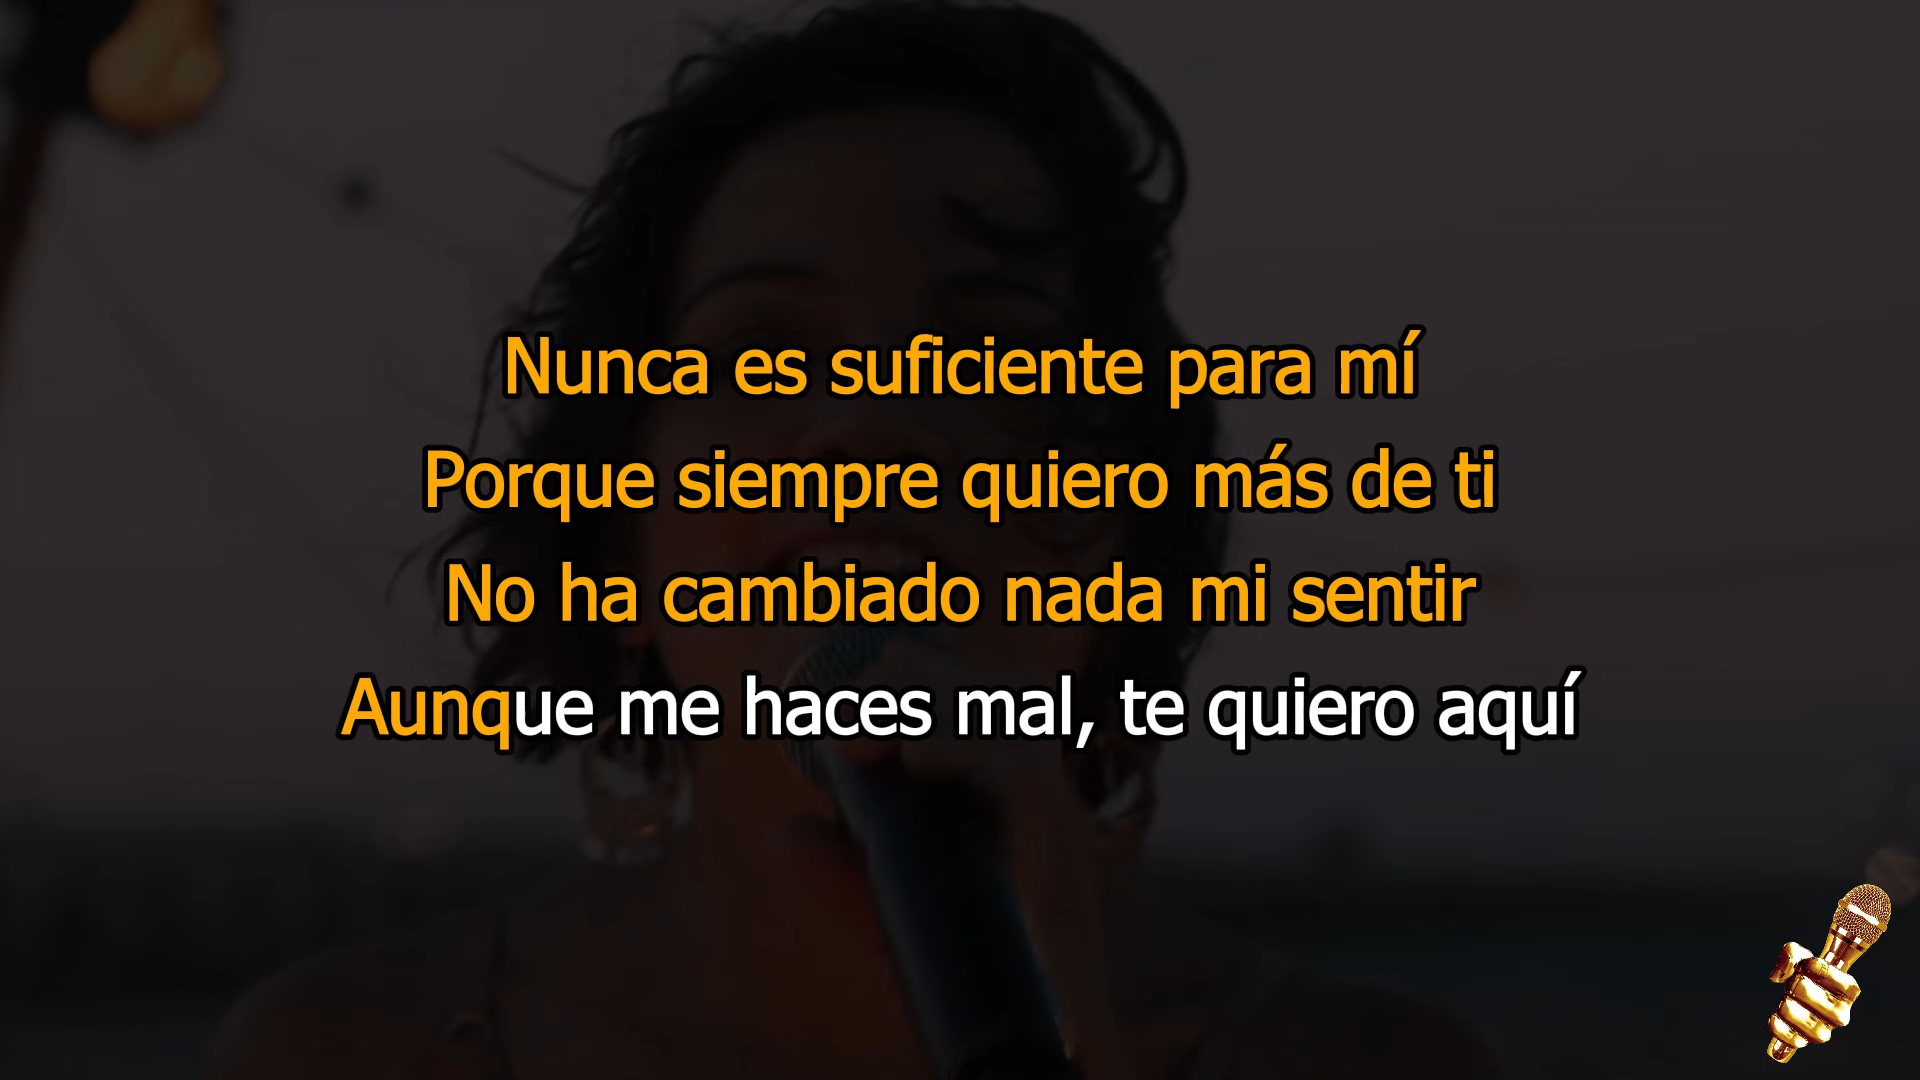 Nunca es suficiente para mí
Porque siempre quiero más de ti
No ha cambiado nada mi sentir
Aunque me haces mal, te quiero aquí